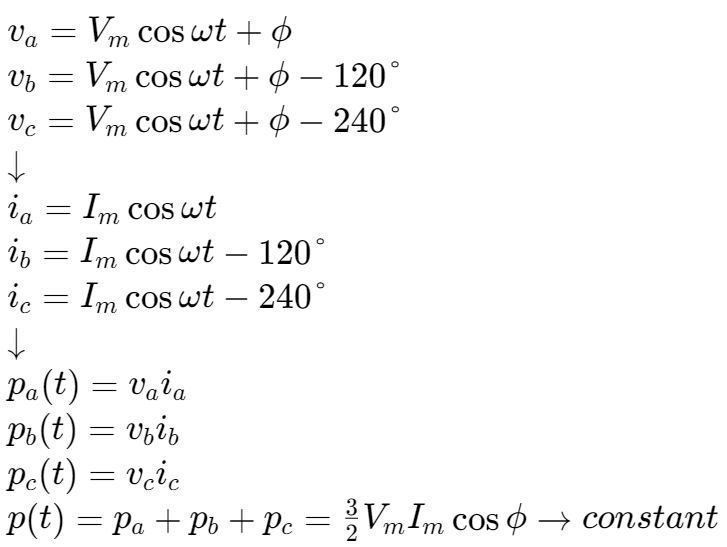 v_a = V_m cos ωt + ϕ
v_b = V_m cos ωt + ϕ − 120°
v_c = V_m cos ωt + ϕ − 240°
↓
i_a = I_m cos ωt
i_b = I_m cos ωt − 120°
i_c = I_m cos ωt − 240°
↓
p_a(t) = v_a i_a
p_b(t) = v_b i_b
p_c(t) = v_c i_c
p(t) = p_a + p_b + p_c = 3/2 V_m I_m cos ϕ → constant